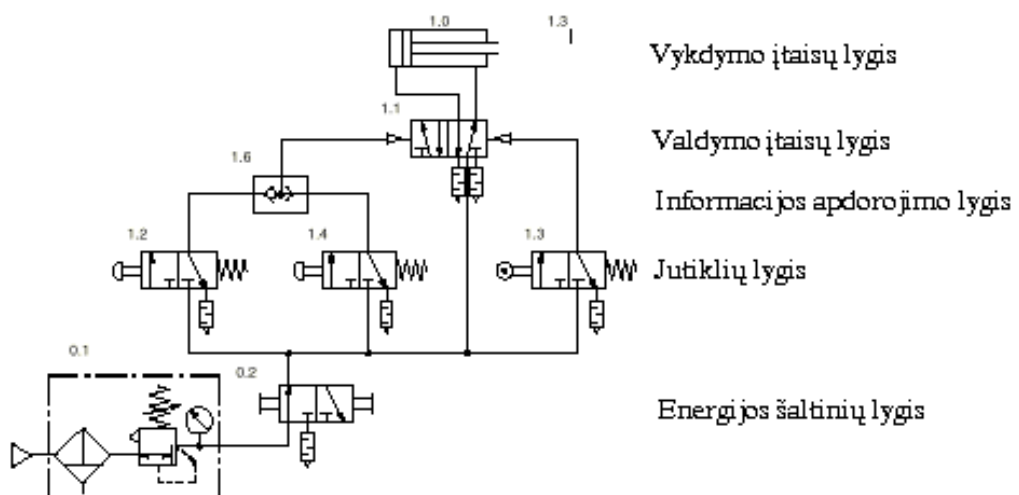 1.0
1.3
Vykdymo įtaisų lygis
1.1
Valdymo įtaisų lygis
1.6
Informacijos apdorojimo lygis
1.2
1.4
1.3
Jutiklių lygis
0.1
0.2
Energijos šaltinių lygis